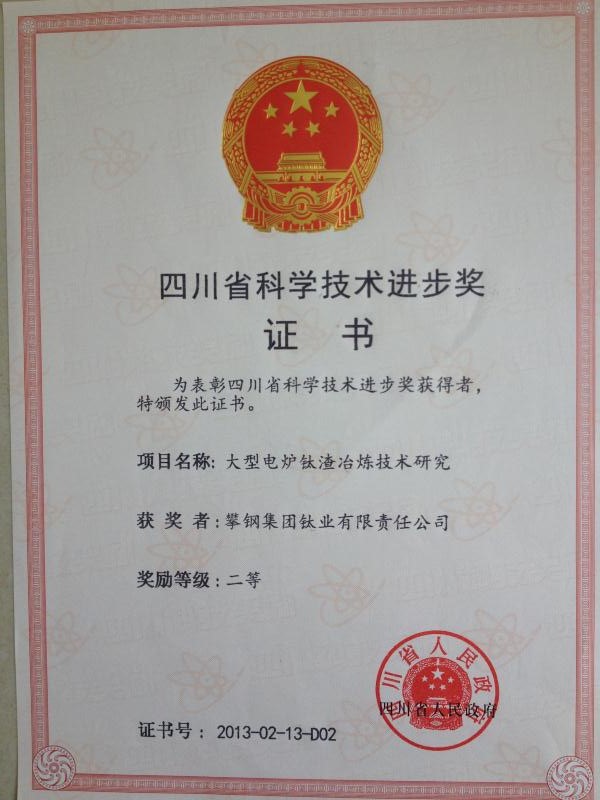 四川省科学技术进步奖
证 书
为表彰四川省科学技术进步奖获得者，
特颁发此证书。
项目名称: 大型电炉钛渣冶炼技术研究
获 奖 者: 攀钢集团钛业有限责任公司
奖励等级: 二等
四川省人民政府
四川省人民政府
证书号: 2013-02-13-D02